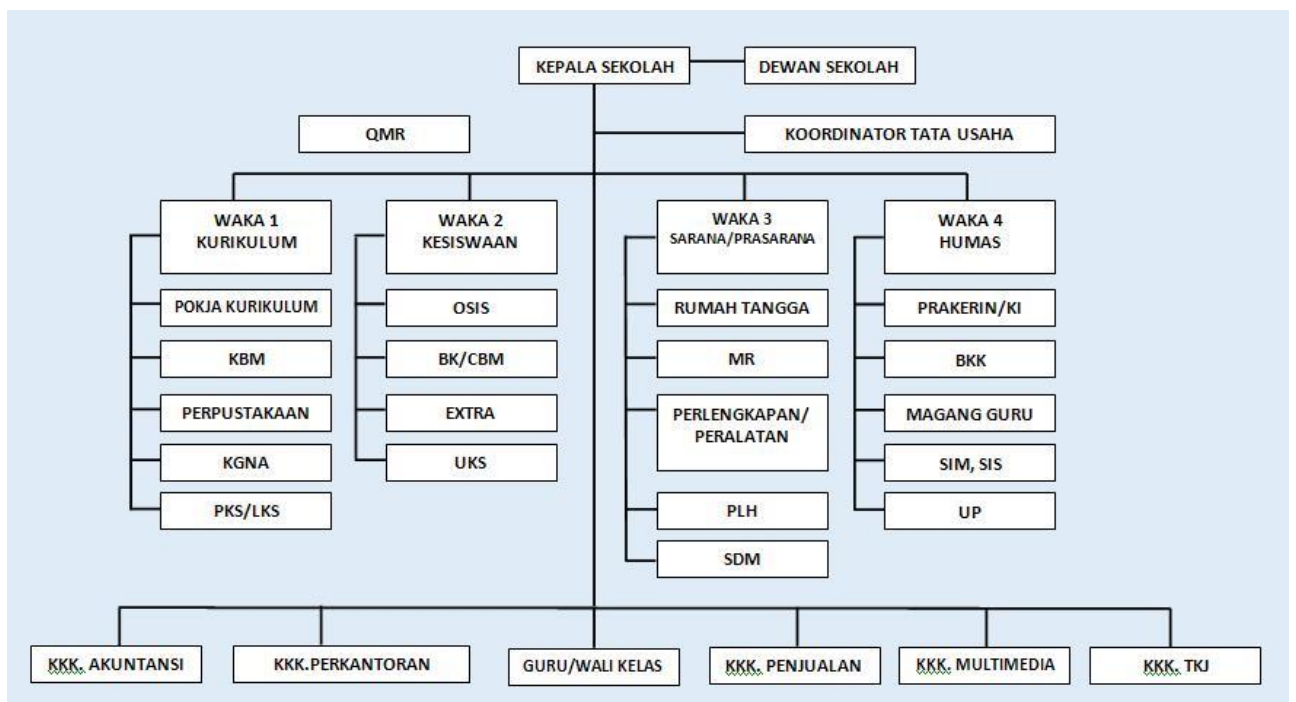 KEPALA SEKOLAH
DEWAN SEKOLAH
QMR
KOORDINATOR TATA USAHA
WAKA 1
KURIKULUM
WAKA 2
KESISWAAN
WAKA 3
SARANA/PRASARANA
WAKA 4
HUMAS
POKJA KURIKULUM
OSIS
RUMAH TANGGA
PRAKERIN/KI
KBM
BK/CBM
MR
BKK
PERPUSTAKAAN
EXTRA
PERLENGKAPAN/
PERALATAN
MAGANG GURU
KGNA
UKS
SIM, SIS
PKS/LKS
PLH
UP
SDM
KKK. AKUNTANSI
KKK.PERKANTORAN
GURU/WALI KELAS
KKK. PENJUALAN
KKK. MULTIMEDIA
KKK. TKJ